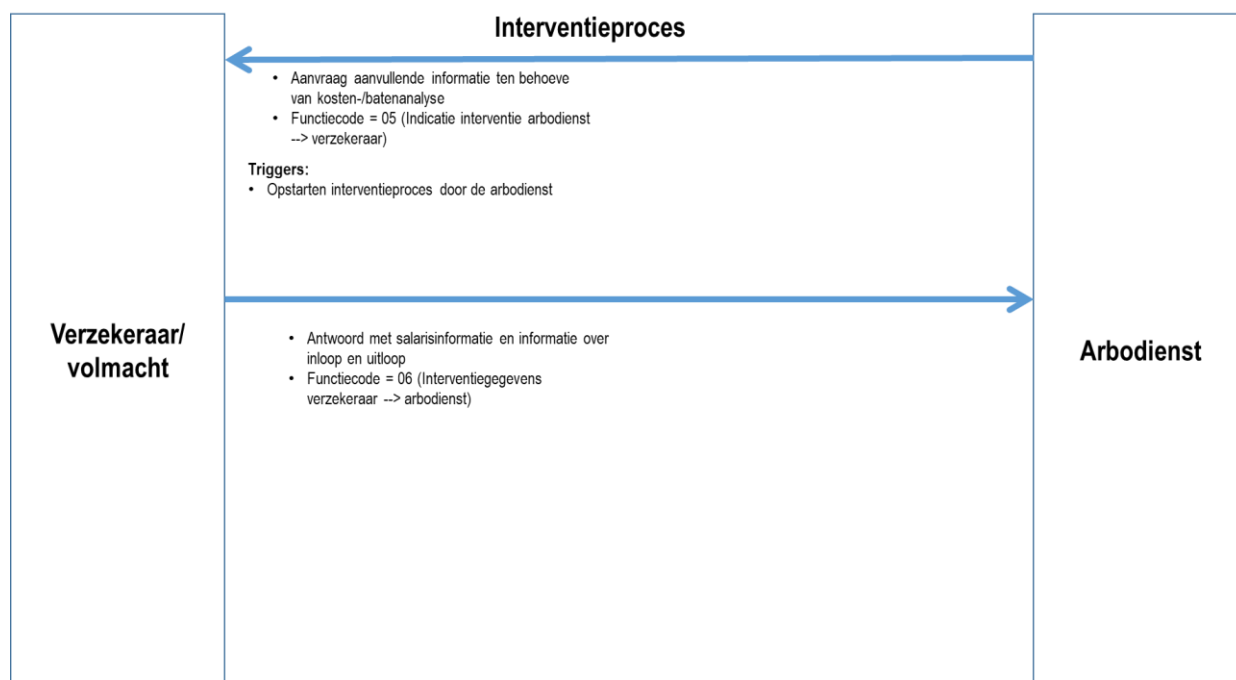 Interventieproces
• Aanvraag aanvullende informatie ten behoeve
van kosten-/batenanalyse
• Functiecode = 05 (Indicatie interventie arbodienst
--> verzekeraar)
Triggers:
• Opstarten interventieproces door de arbodienst
Verzekeraar/
volmacht
• Antwoord met salarisinformatie en informatie over
inloop en uitloop
• Functiecode = 06 (Interventiegegevens
verzekeraar --> arbodienst)
Arbodienst